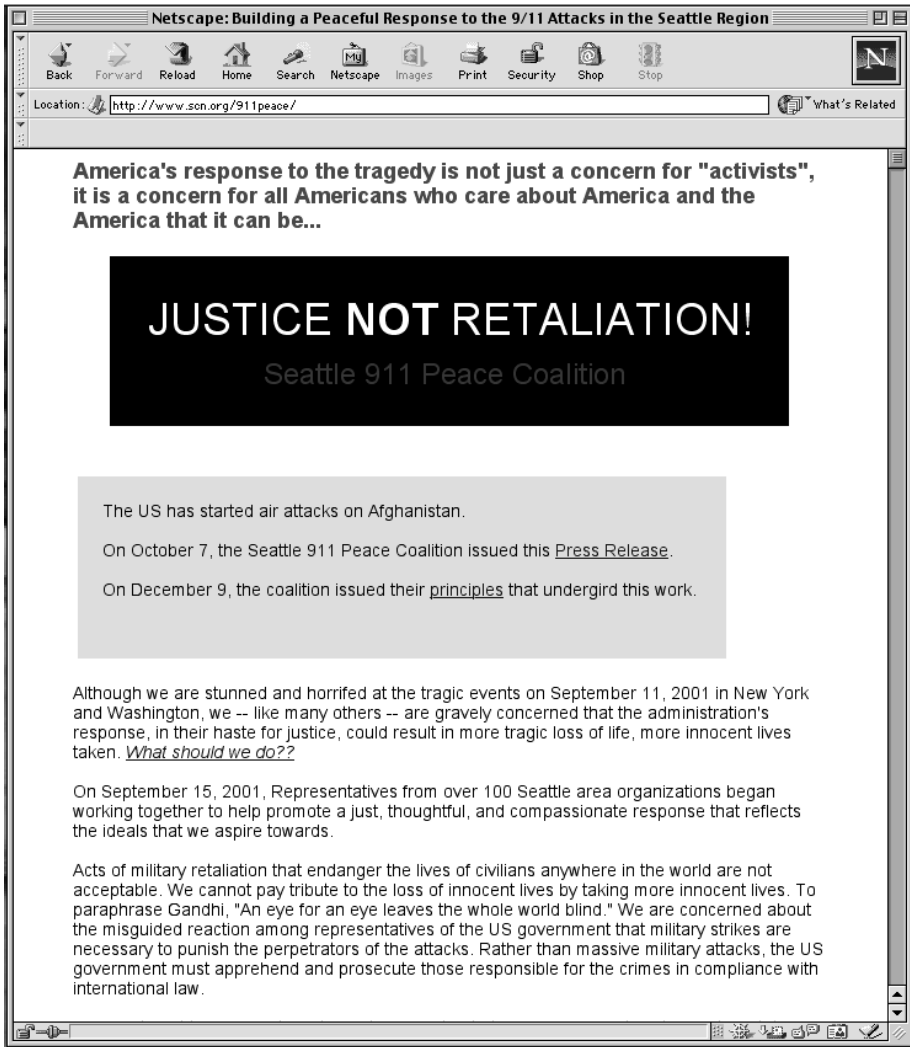 Netscape: Building a Peaceful Response to the 9/11 Attacks in the Seattle Region
Back Forward Reload Home Search Netscape Images Print Security Shop Stop
My
N
Location: http://www.scn.org/911peace/ What's Related
America's response to the tragedy is not just a concern for "activists",
it is a concern for all Americans who care about America and the
America that it can be...
JUSTICE NOT RETALIATION!
Seattle 911 Peace Coalition
The US has started air attacks on Afghanistan.
On October 7, the Seattle 911 Peace Coalition issued this Press Release.
On December 9, the coalition issued their principles that undergird this work.
Although we are stunned and horrifed at the tragic events on September 11, 2001 in New York
and Washington, we -- like many others -- are gravely concerned that the administration's
response, in their haste for justice, could result in more tragic loss of life, more innocent lives
taken. What should we do??
On September 15, 2001, Representatives from over 100 Seattle area organizations began
working together to help promote a just, thoughtful, and compassionate response that reflects
the ideals that we aspire towards.
Acts of military retaliation that endanger the lives of civilians anywhere in the world are not
acceptable. We cannot pay tribute to the loss of innocent lives by taking more innocent lives. To
paraphrase Gandhi, "An eye for an eye leaves the whole world blind." We are concerned about
the misguided reaction among representatives of the US government that military strikes are
necessary to punish the perpetrators of the attacks. Rather than massive military attacks, the US
government must apprehend and prosecute those responsible for the crimes in compliance with
international law.